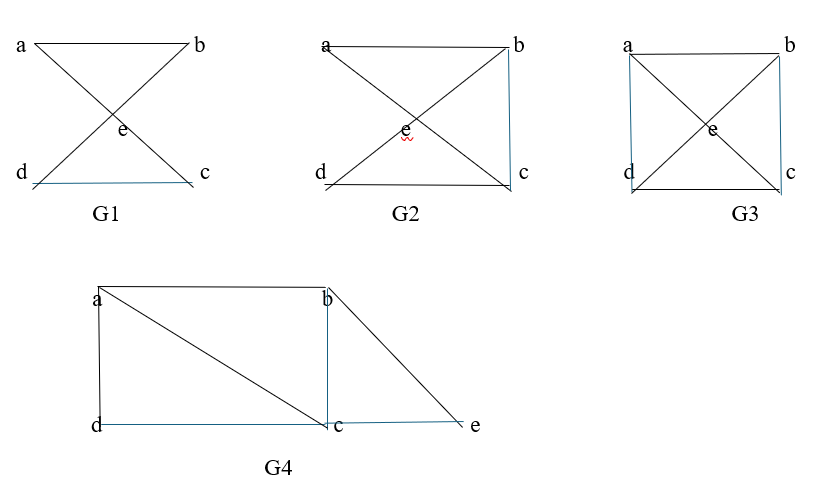 a b a b a b
e e e
d c d c d c
G1 G2 G3
a b
d c e
G4